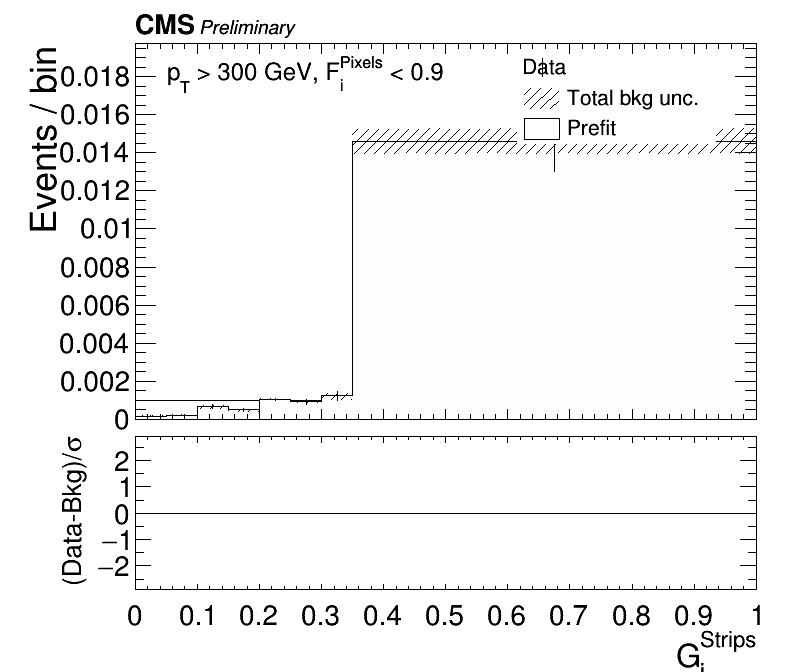 CMS Preliminary
p_T > 300 GeV, F_i^Pixels < 0.9
Data
Total bkg unc.
Prefit
Events / bin
0.018
0.016
0.014
0.012
0.01
0.008
0.006
0.004
0.002
0
(Data-Bkg)/σ
2
1
0
−1
−2
0 0.1 0.2 0.3 0.4 0.5 0.6 0.7 0.8 0.9 1
G_i^Strips